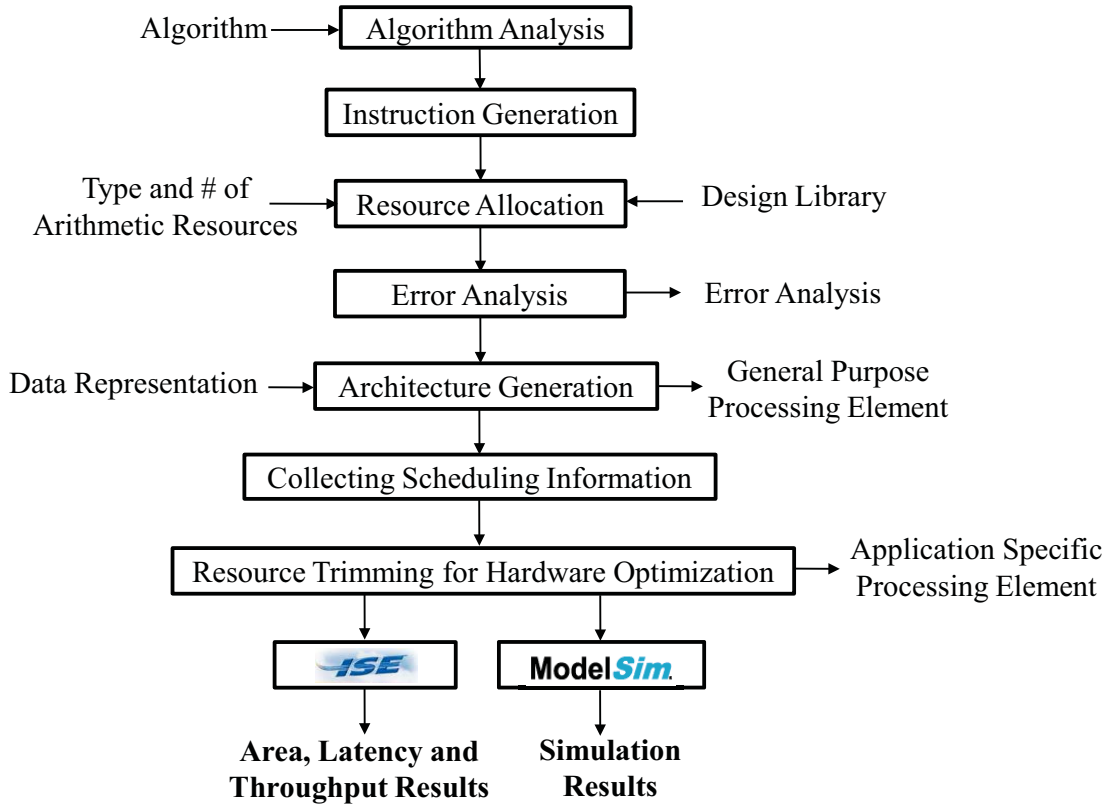 Algorithm
Algorithm Analysis
Instruction Generation
Type and # of
Arithmetic Resources
Resource Allocation
Design Library
Error Analysis
Error Analysis
Data Representation
Architecture Generation
General Purpose
Processing Element
Collecting Scheduling Information
Resource Trimming for Hardware Optimization
Application Specific
Processing Element
ISE
ModelSim.
Area, Latency and
Throughput Results
Simulation
Results